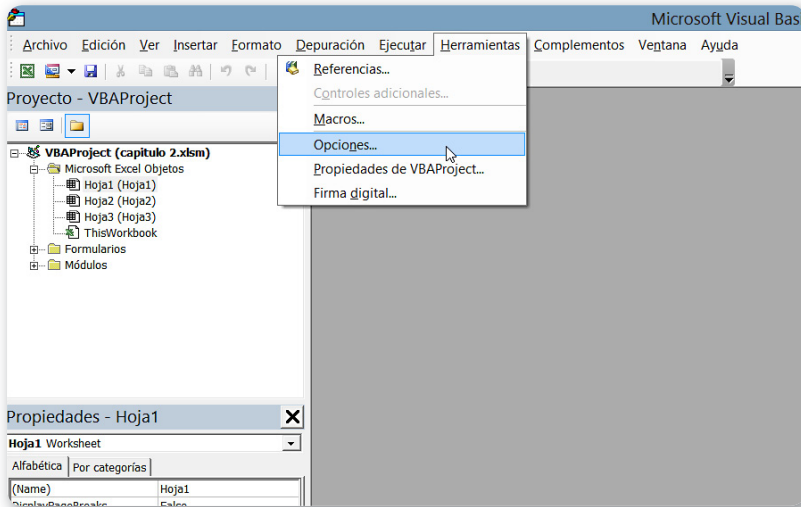 Microsoft Visual Bas
Archivo Edición Ver Insertar Formato Depuración Ejecutar Herramientas Complementos Ventana Ayuda
Referencias...
Controles adicionales...
Macros...
Opciones...
Propiedades de VBAProject...
Firma digital...
Proyecto - VBAProject
VBAProject (capitulo 2.xlsm)
Microsoft Excel Objetos
Hoja1 (Hoja1)
Hoja2 (Hoja2)
Hoja3 (Hoja3)
ThisWorkbook
Formularios
Módulos
Propiedades - Hoja1
Hoja1 Worksheet
Alfabética Por categorías
(Name) Hoja1
DisplayPageBreaks False